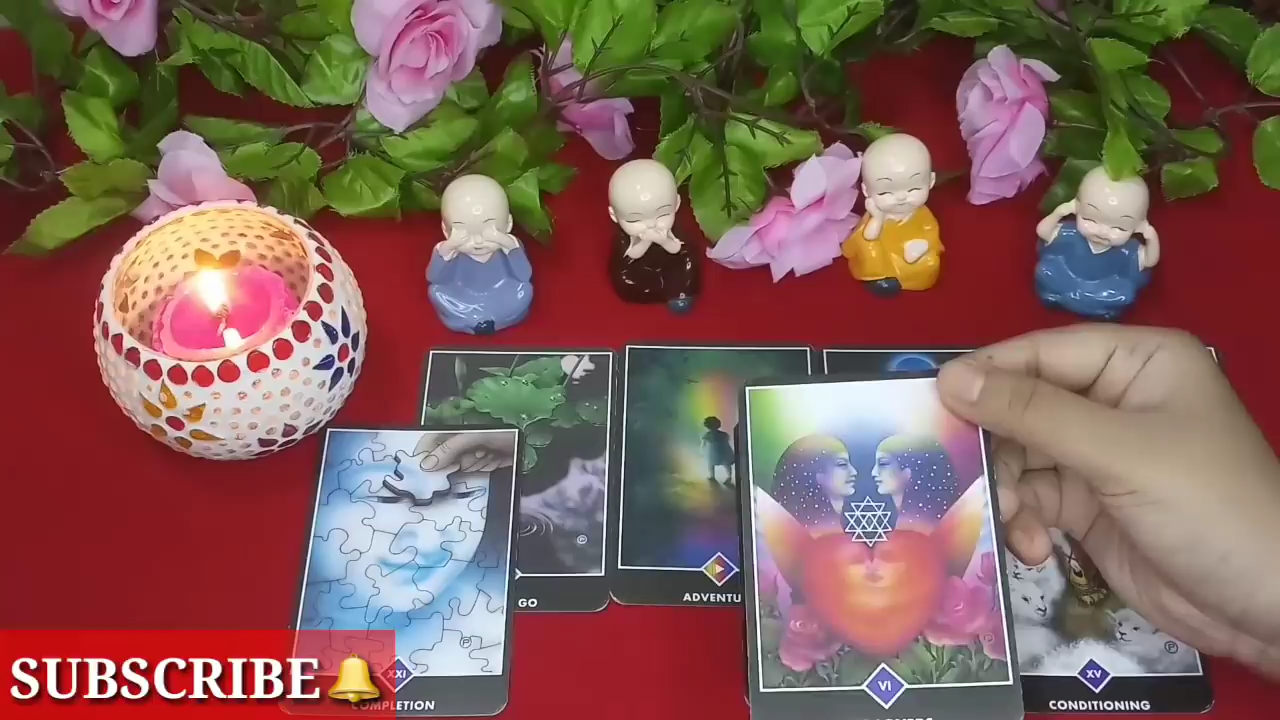 GO
ADVENTU
VI
XV
CONDITIONING
XXI
COMPLETION
SUBSCRIBE